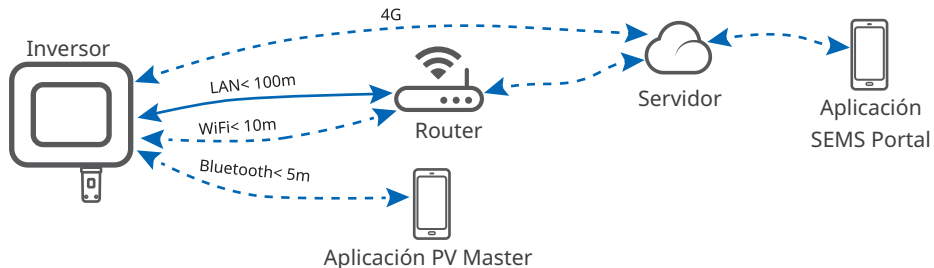 4G
Inversor
LAN< 100m
WiFi< 10m
Router
Servidor
Aplicación
SEMS Portal
Bluetooth< 5m
Aplicación PV Master